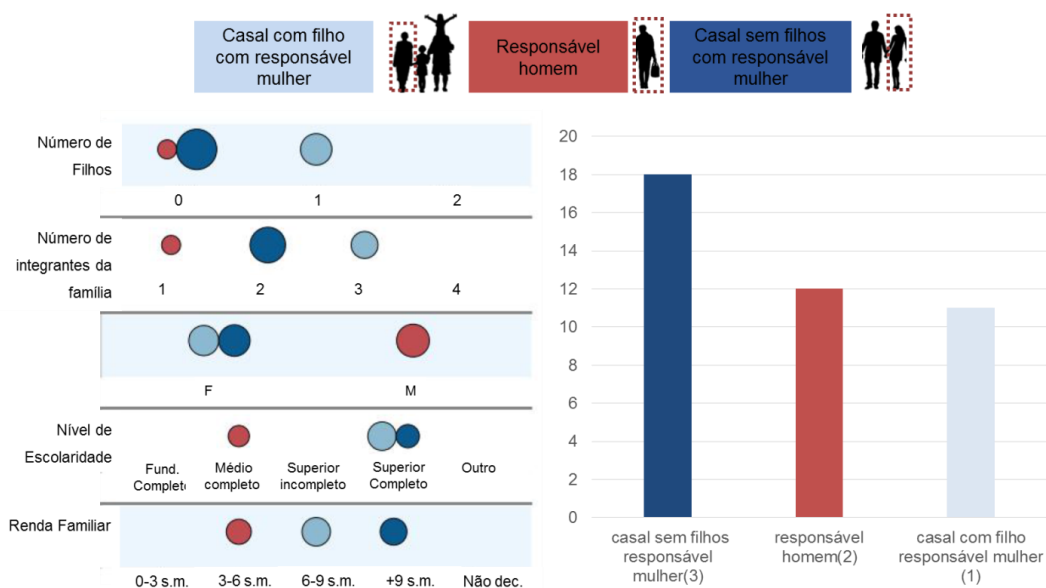 Casal com filho
com responsável
mulher
Responsável
homem
Casal sem filhos
com responsável
mulher
Número de
Filhos
0 1 2
Número de
integrantes da
família
1 2 3 4
F M
Nível de
Escolaridade
Fund.
Completo
Médio
completo
Superior
incompleto
Superior
Completo
Outro
Renda Familiar
0-3 s.m. 3-6 s.m. 6-9 s.m. +9 s.m. Não dec.
20
18
16
14
12
10
8
6
4
2
0
casal sem filhos
responsável
mulher(3)
responsável
homem(2)
casal com filho
responsável mulher
(1)